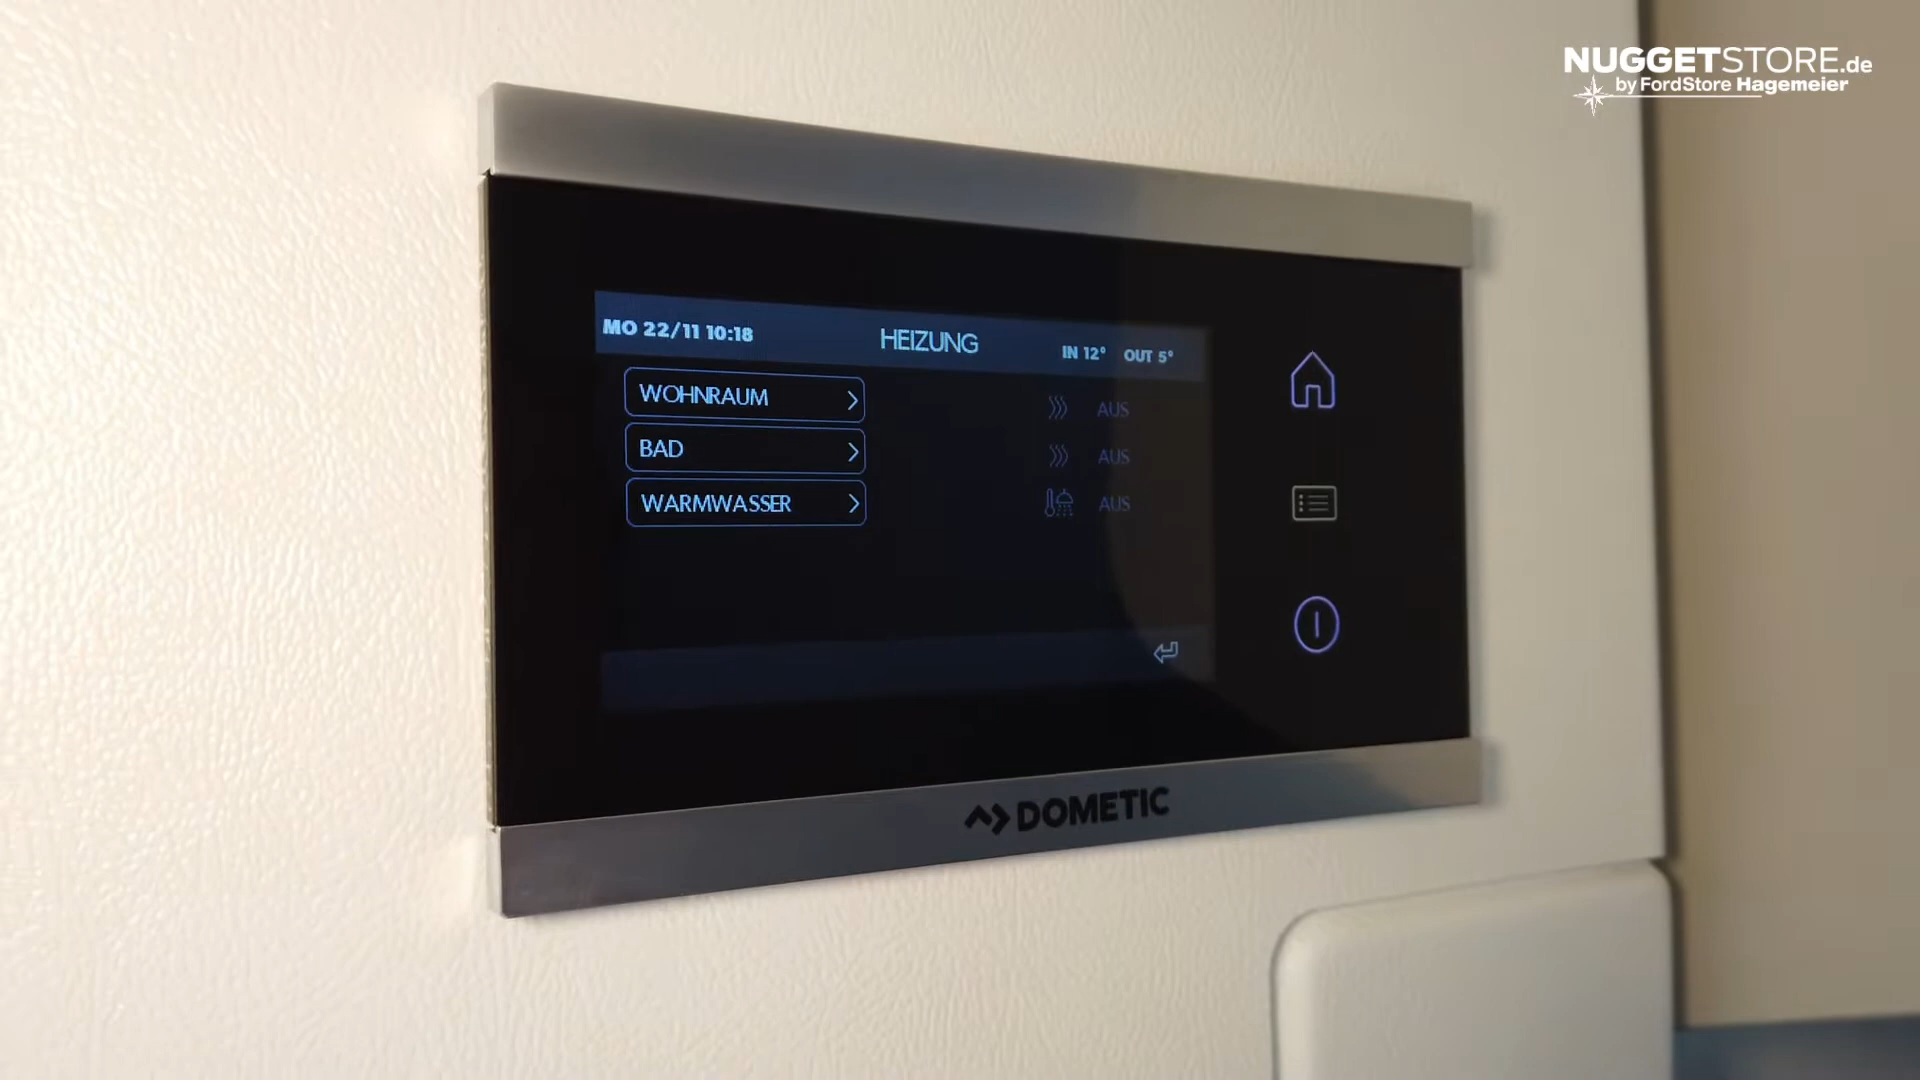 NUGGETSTORE.de
by FordStore Hagemeier
MO 22/11 10:18 HEIZUNG IN 12° OUT 5°
WOHNRAUM AUS
BAD AUS
WARMWASSER AUS
DOMETIC